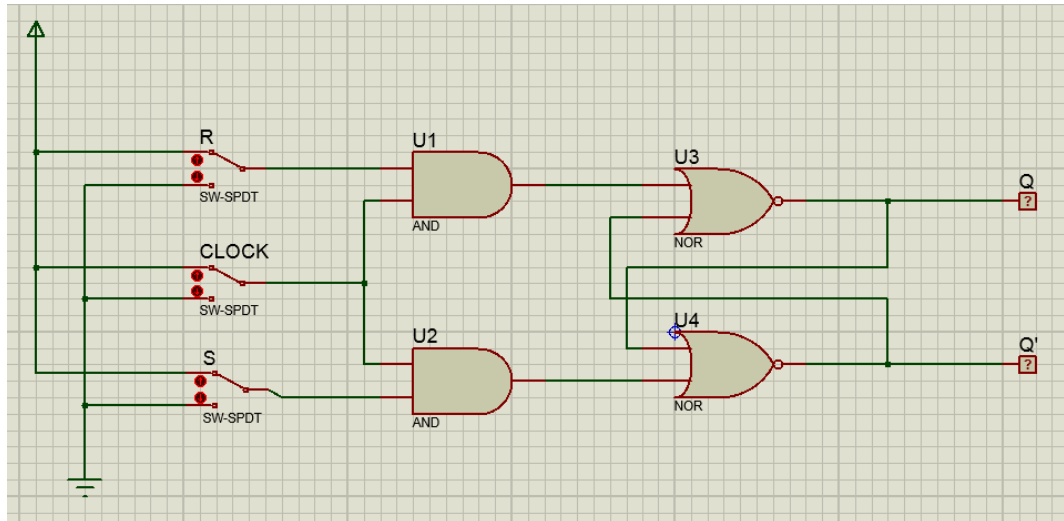 R
SW-SPDT
CLOCK
SW-SPDT
S
SW-SPDT
U1
AND
U2
AND
U3
NOR
U4
NOR
Q
?
Q'
?